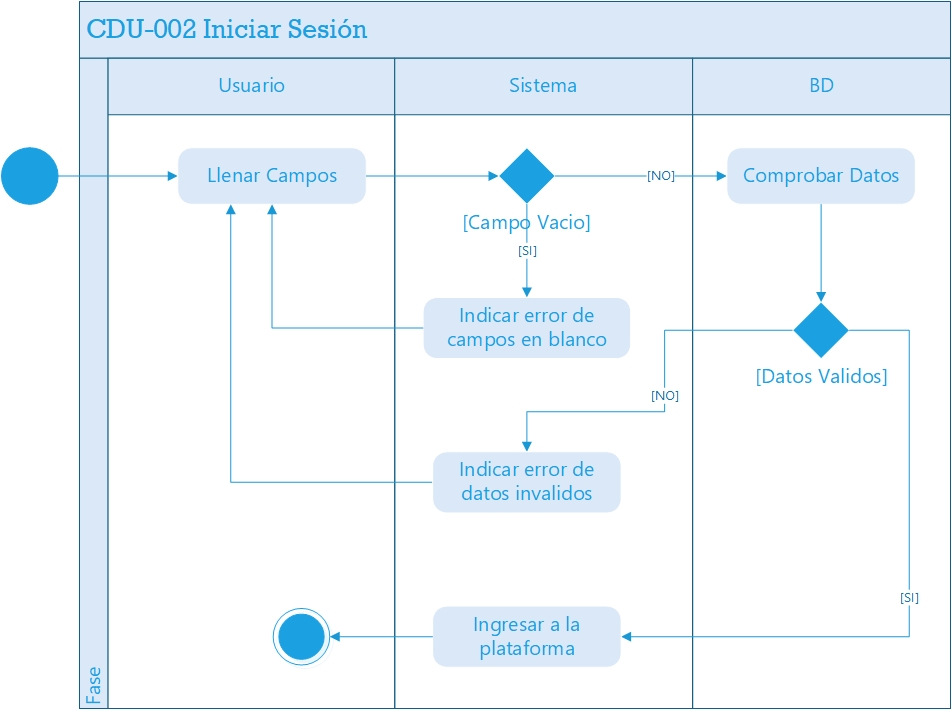 CDU-002 Iniciar Sesión
Usuario
Sistema
BD
Llenar Campos
[NO]
Comprobar Datos
[Campo Vacio]
[SI]
Indicar error de
campos en blanco
[Datos Validos]
[NO]
Indicar error de
datos invalidos
[SI]
Ingresar a la
plataforma
Fase